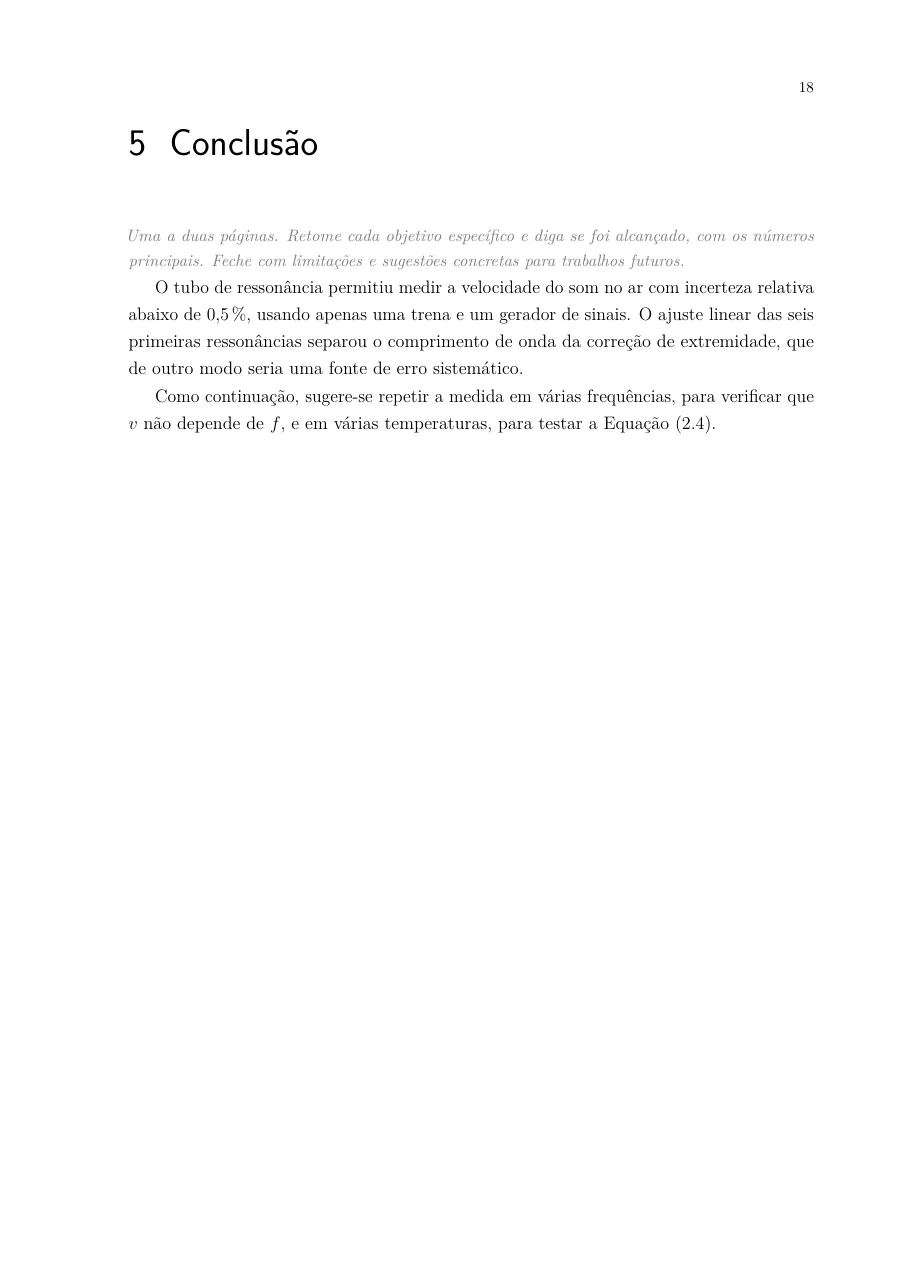 18
5 Conclusão
Uma a duas páginas. Retome cada objetivo específico e diga se foi alcançado, com os números
principais. Feche com limitações e sugestões concretas para trabalhos futuros.
O tubo de ressonância permitiu medir a velocidade do som no ar com incerteza relativa
abaixo de 0,5 %, usando apenas uma trena e um gerador de sinais. O ajuste linear das seis
primeiras ressonâncias separou o comprimento de onda da correção de extremidade, que
de outro modo seria uma fonte de erro sistemático.
Como continuação, sugere-se repetir a medida em várias frequências, para verificar que
v não depende de f, e em várias temperaturas, para testar a Equação (2.4).